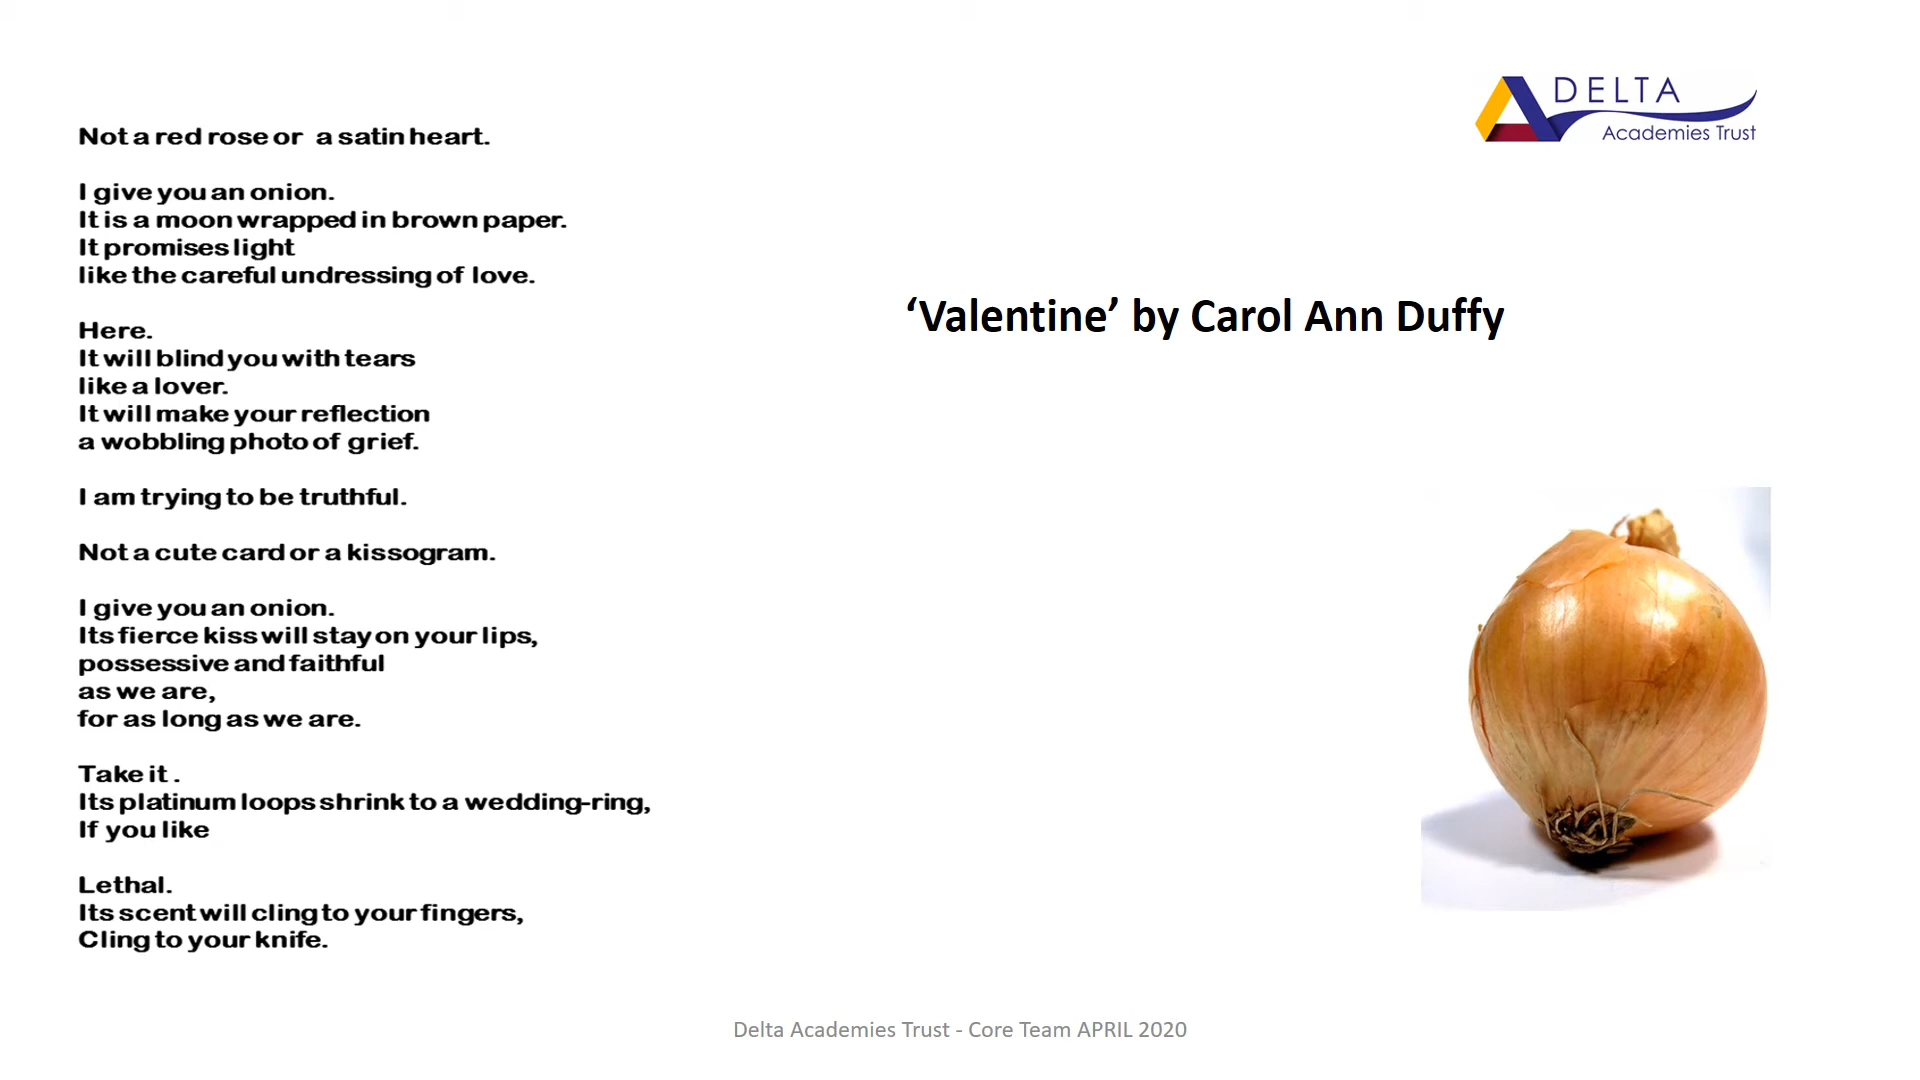 Not a red rose or a satin heart.
I give you an onion.
It is a moon wrapped in brown paper.
It promises light
like the careful undressing of love.
Here.
It will blind you with tears
like a lover.
It will make your reflection
a wobbling photo of grief.
I am trying to be truthful.
Not a cute card or a kissogram.
I give you an onion.
Its fierce kiss will stay on your lips,
possessive and faithful
as we are,
for as long as we are.
Take it .
Its platinum loops shrink to a wedding-ring,
If you like
Lethal.
Its scent will cling to your fingers,
Cling to your knife.
DELTA
Academies Trust
‘Valentine’ by Carol Ann Duffy
Delta Academies Trust - Core Team APRIL 2020